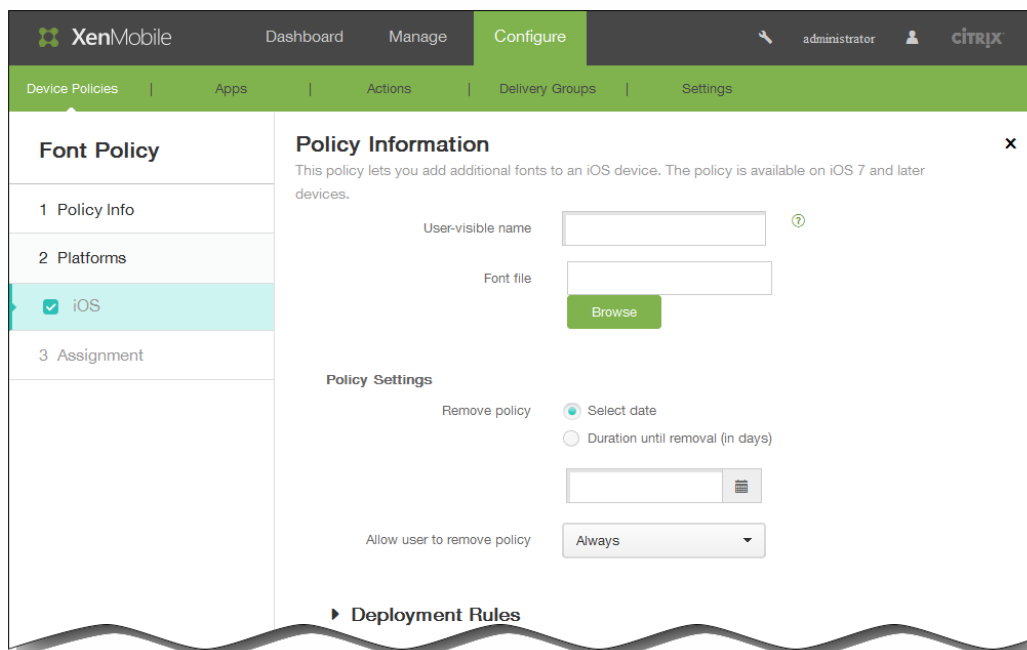 XenMobile Dashboard Manage Configure administrator CİTRIX
Device Policies | Apps | Actions | Delivery Groups | Settings
Font Policy
1 Policy Info
2 Platforms
iOS
3 Assignment
Policy Information
This policy lets you add additional fonts to an iOS device. The policy is available on iOS 7 and later
devices.
User-visible name
Font file
Browse
Policy Settings
Remove policy
Select date
Duration until removal (in days)
Allow user to remove policy
Always
Deployment Rules